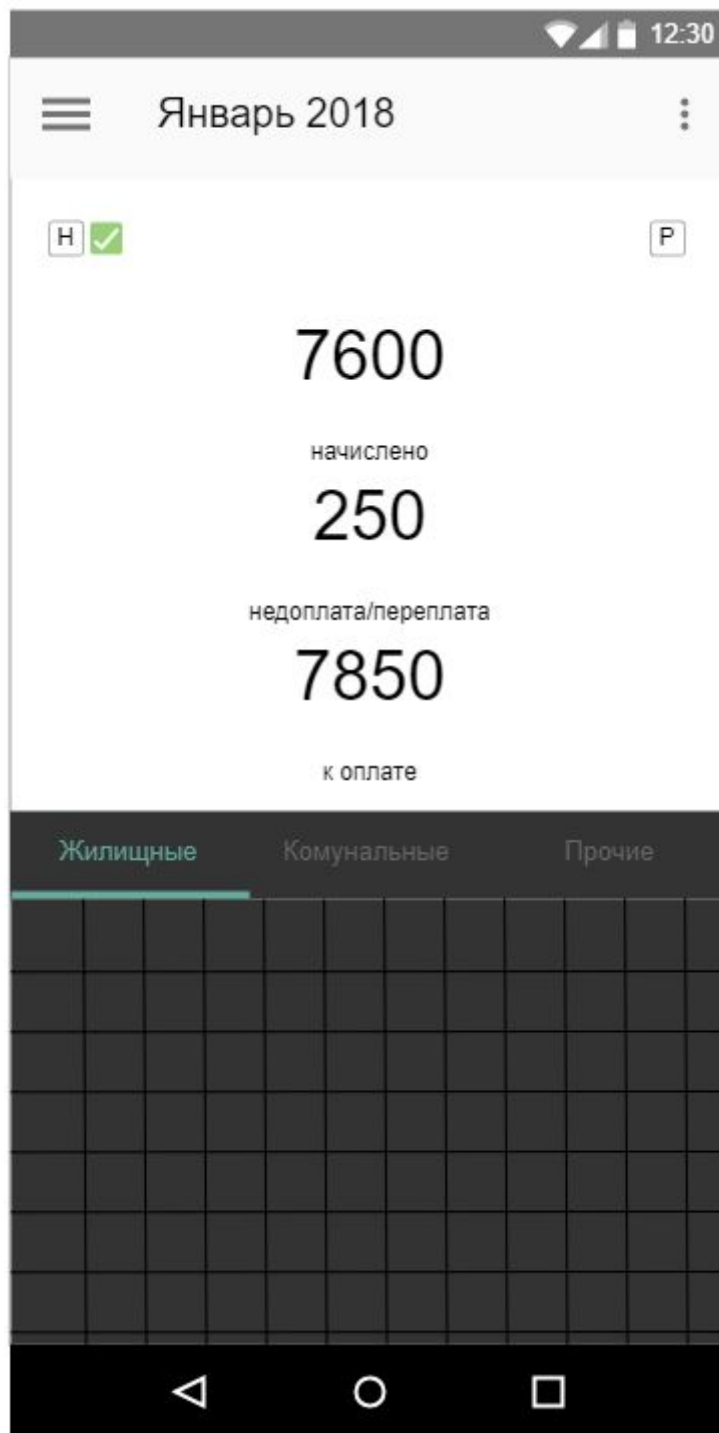 12:30
Январь 2018
Н Р
7600
начислено
250
недоплата/переплата
7850
к оплате
Жилищные Комунальные Прочие